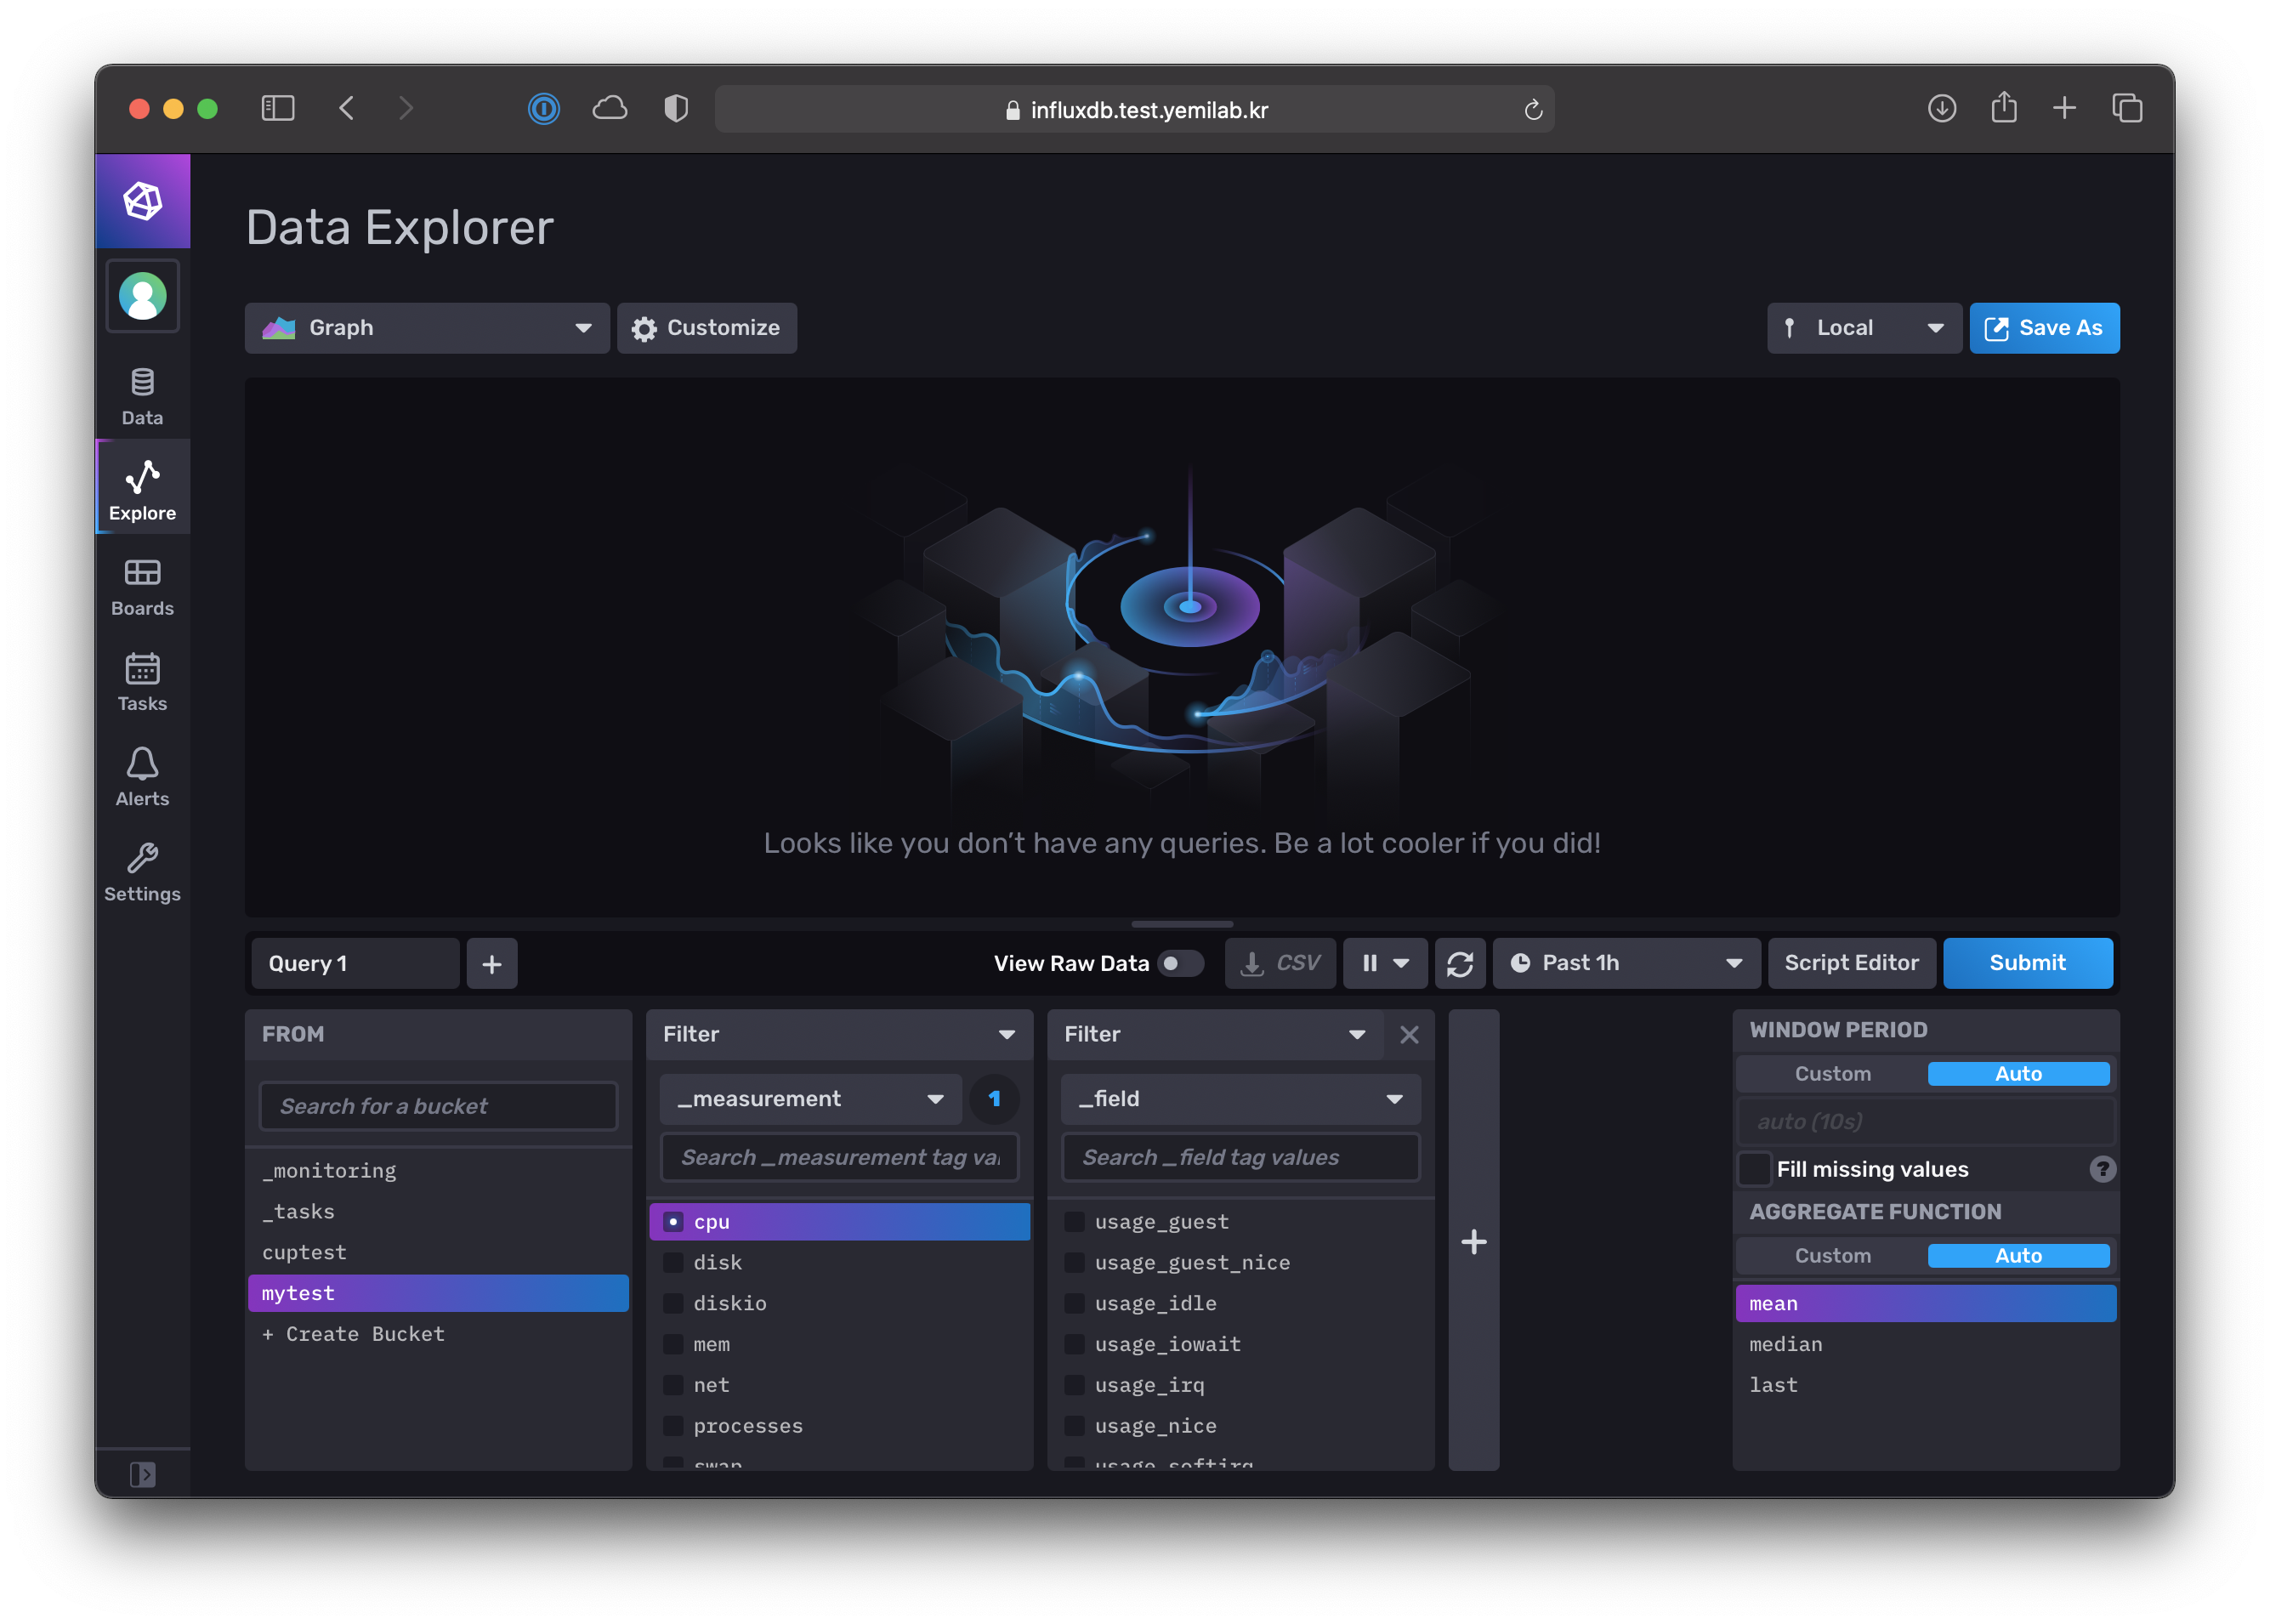 influxdb.test.yemilab.kr
Data Explorer
Graph
Customize
Local
Save As
Data
Explore
Boards
Tasks
Alerts
Settings
Looks like you don't have any queries. Be a lot cooler if you did!
Query 1
+
View Raw Data
CSV
Past 1h
Script Editor
Submit
FROM
Search for a bucket
_monitoring
_tasks
cuptest
mytest
+ Create Bucket
Filter
_measurement
1
Search _measurement tag val
cpu
disk
diskio
mem
net
processes
swap
Filter
_field
Search _field tag values
usage_guest
usage_guest_nice
usage_idle
usage_iowait
usage_irq
usage_nice
usage_softirq
+
WINDOW PERIOD
Custom
Auto
auto (10s)
Fill missing values
?
AGGREGATE FUNCTION
Custom
Auto
mean
median
last